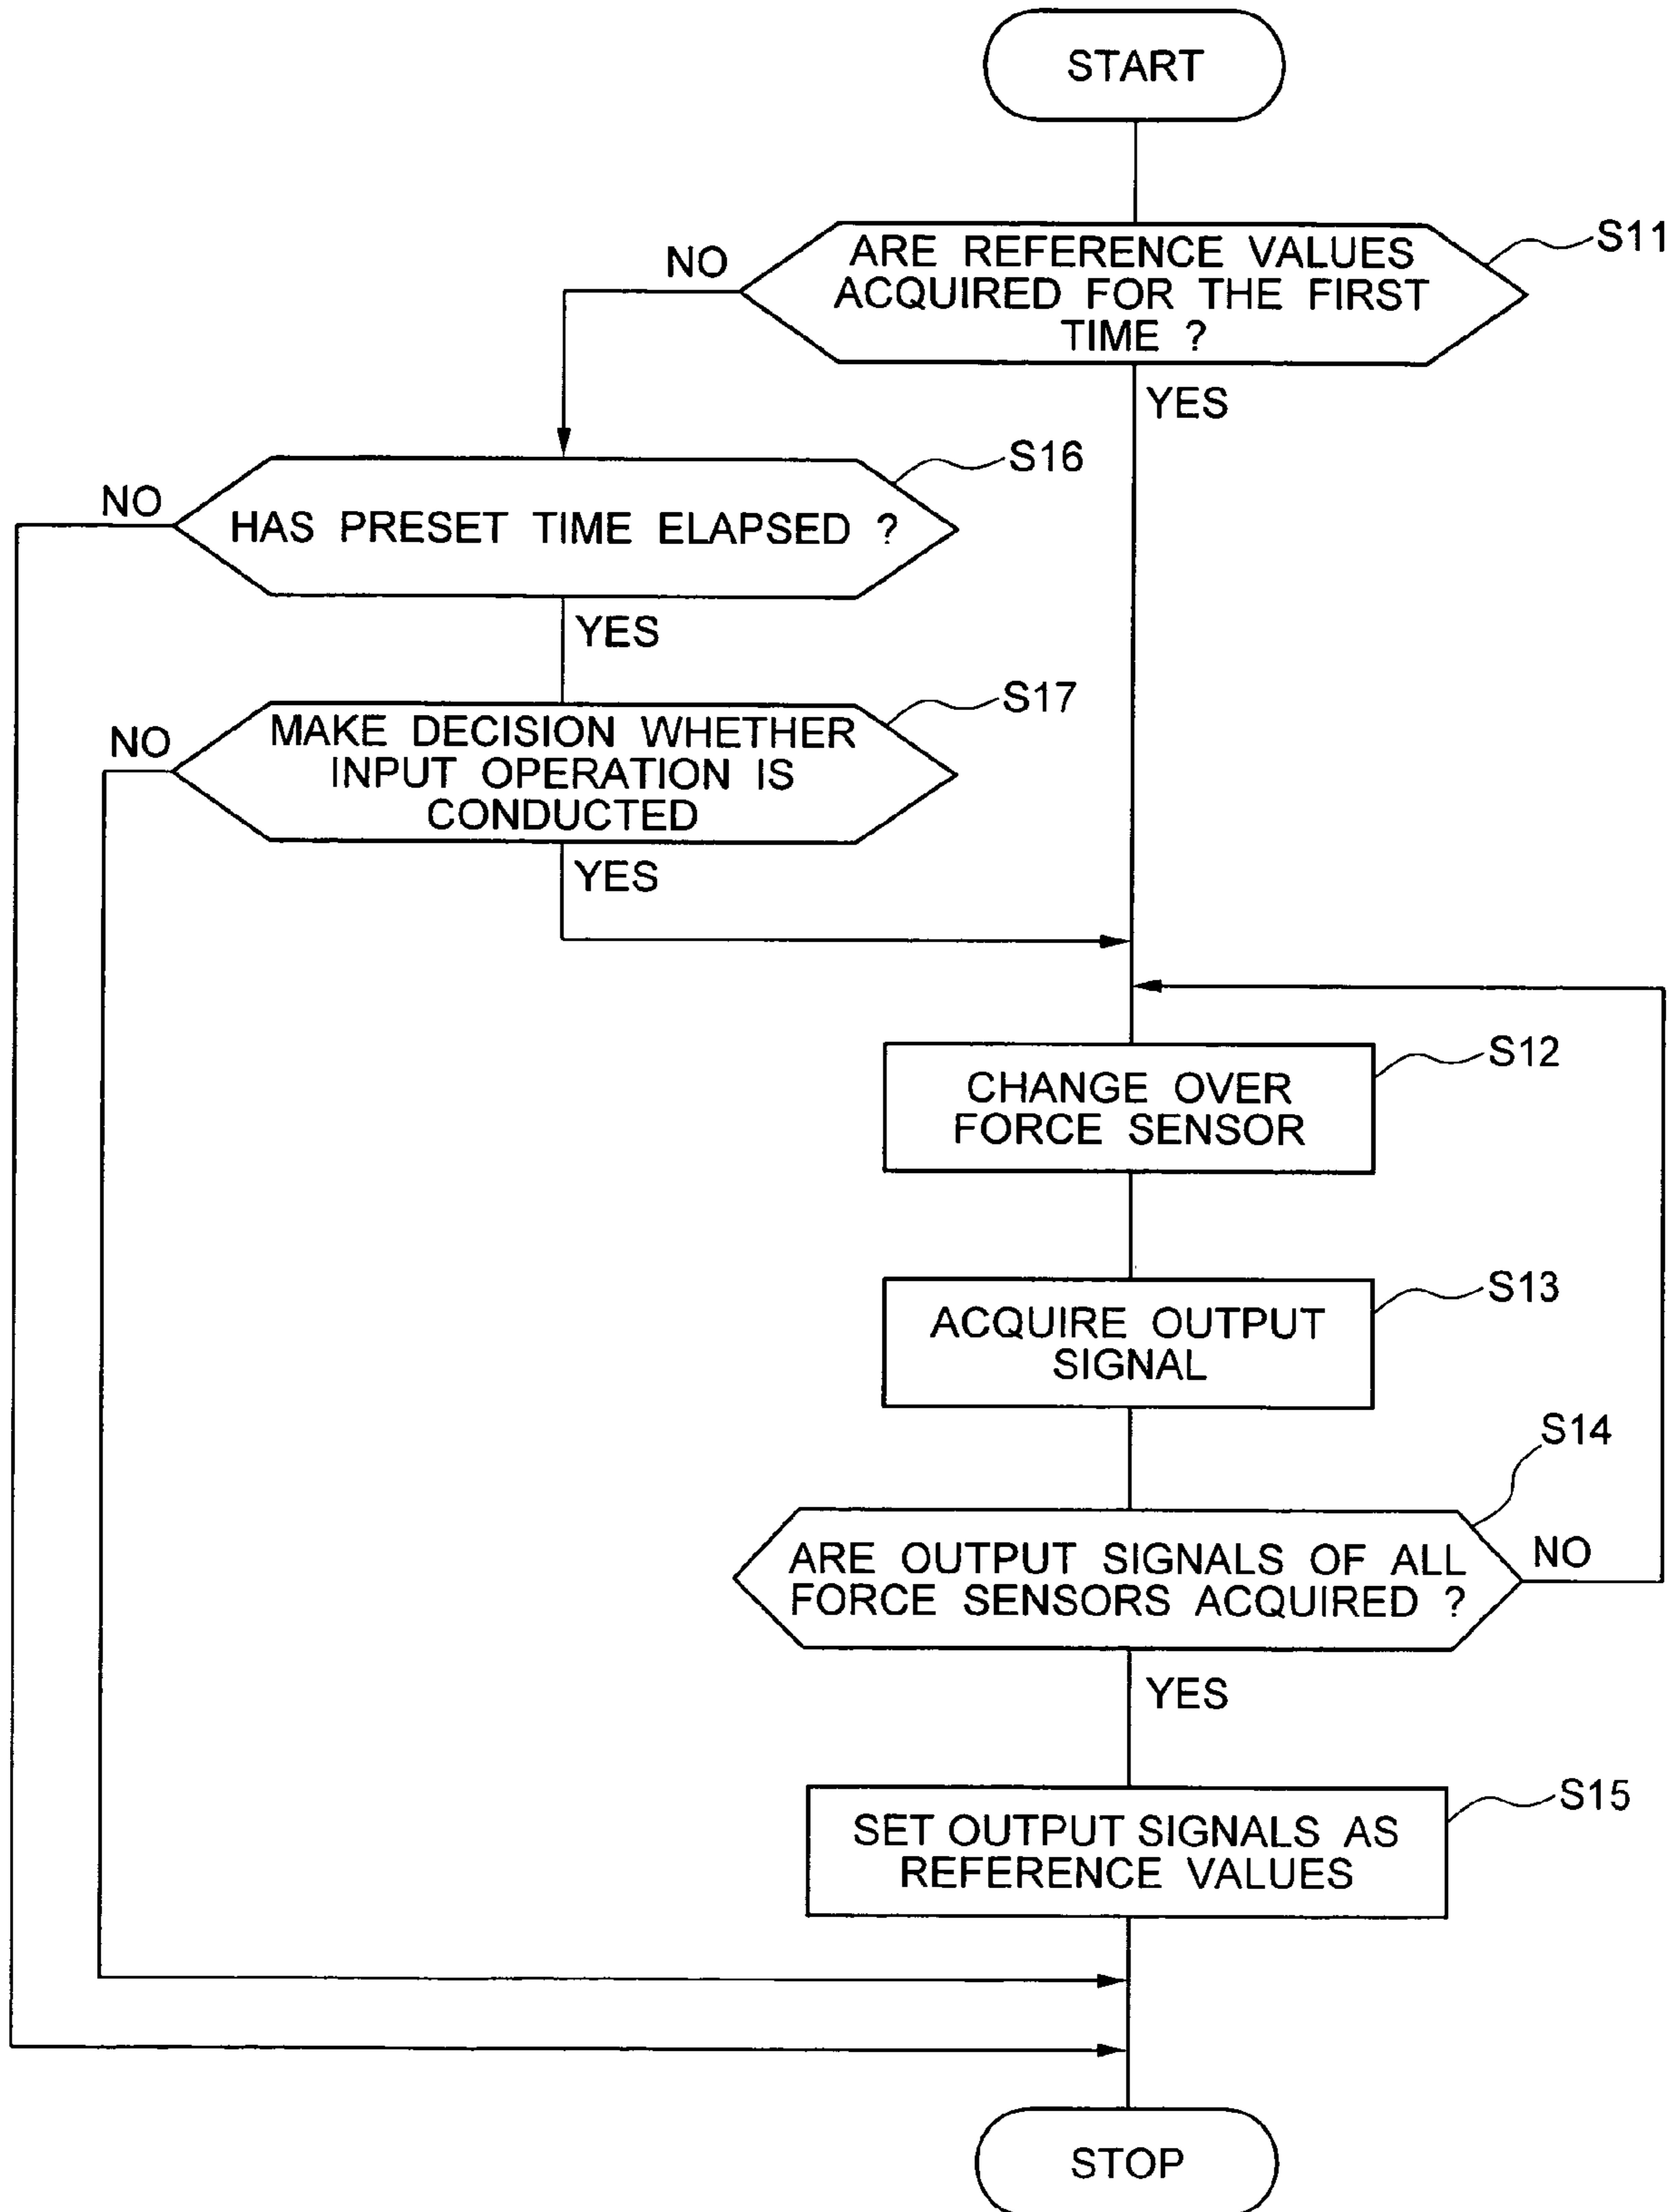 START
ARE REFERENCE VALUES
ACQUIRED FOR THE FIRST
TIME ?
S11
NO
YES
S16
NO
HAS PRESET TIME ELAPSED ?
YES
S17
NO
MAKE DECISION WHETHER
INPUT OPERATION IS
CONDUCTED
YES
S12
CHANGE OVER
FORCE SENSOR
S13
ACQUIRE OUTPUT
SIGNAL
S14
ARE OUTPUT SIGNALS OF ALL
FORCE SENSORS ACQUIRED ?
NO
YES
S15
SET OUTPUT SIGNALS AS
REFERENCE VALUES
STOP